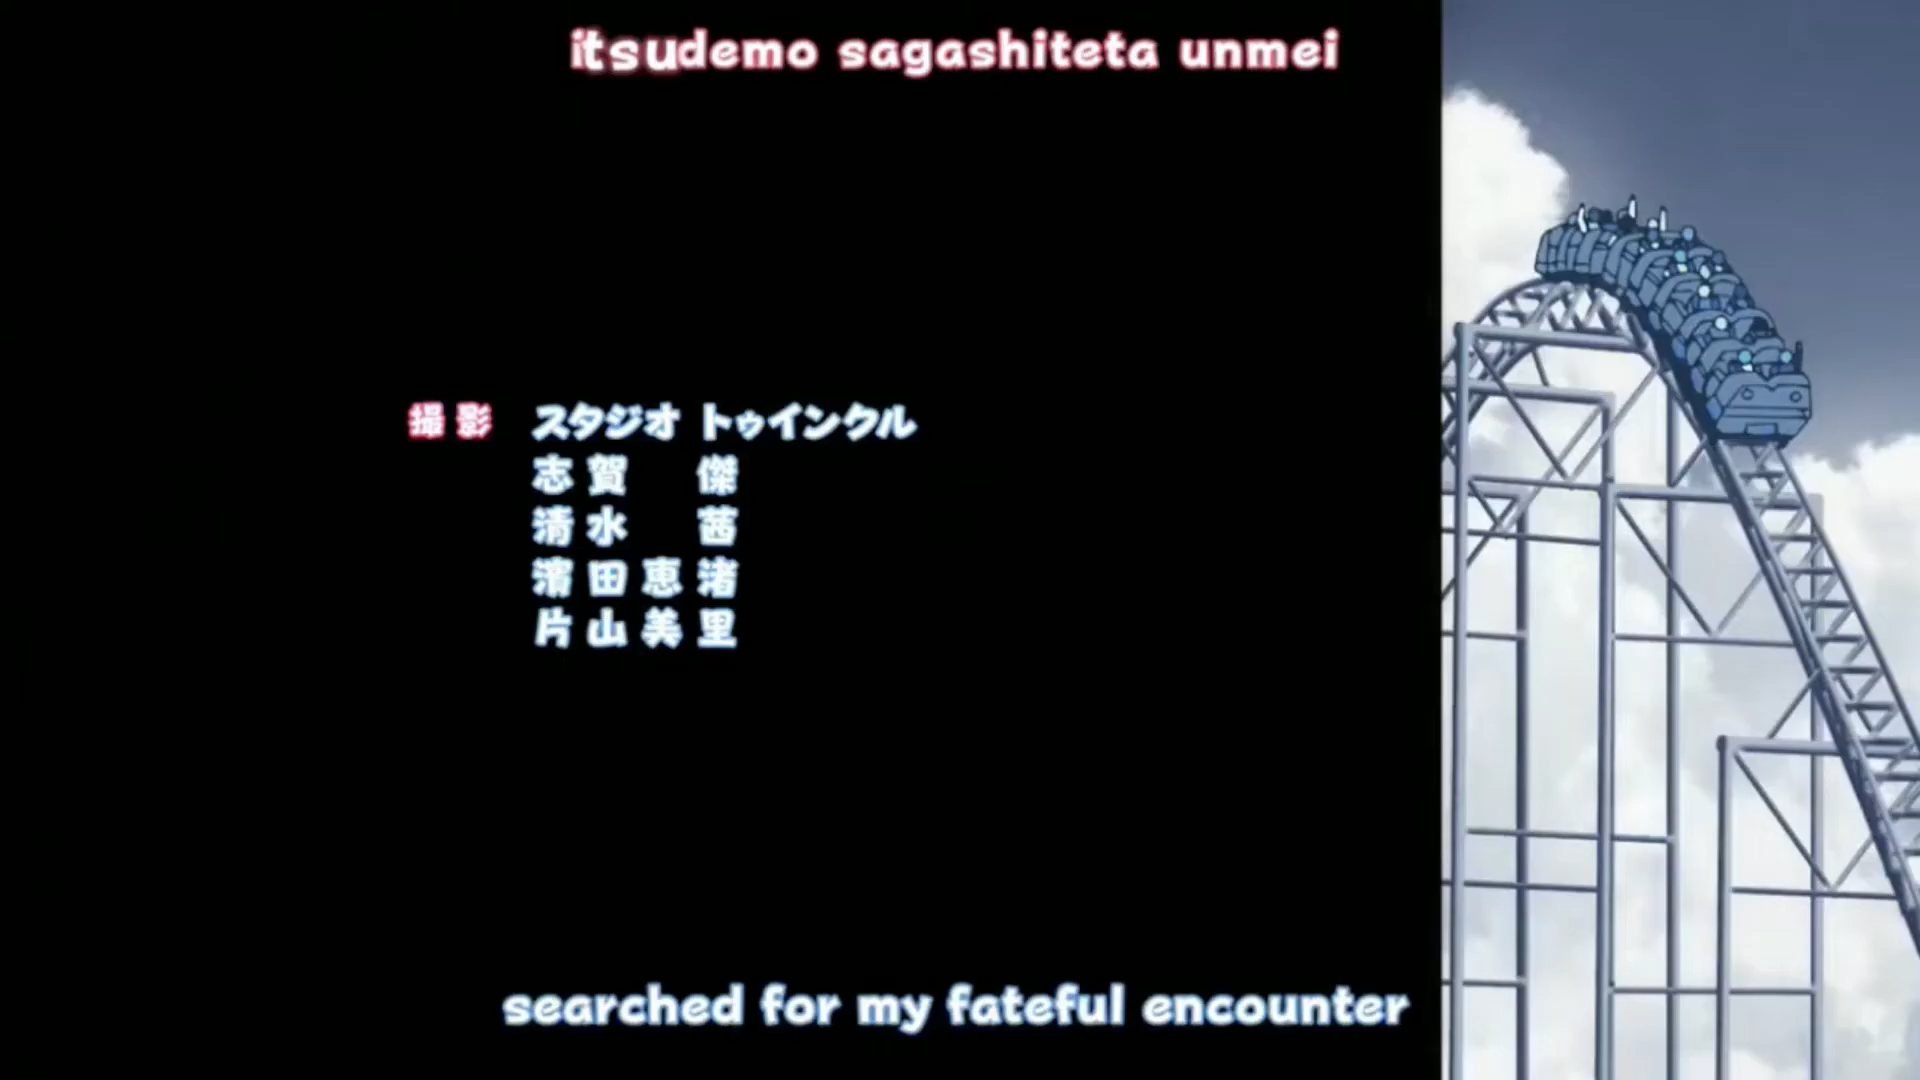 itsudemo sagashiteta unmei
撮影 スタジオ トゥインクル
志賀 傑
清水 茜
濱田恵渚
片山美里
searched for my fateful encounter